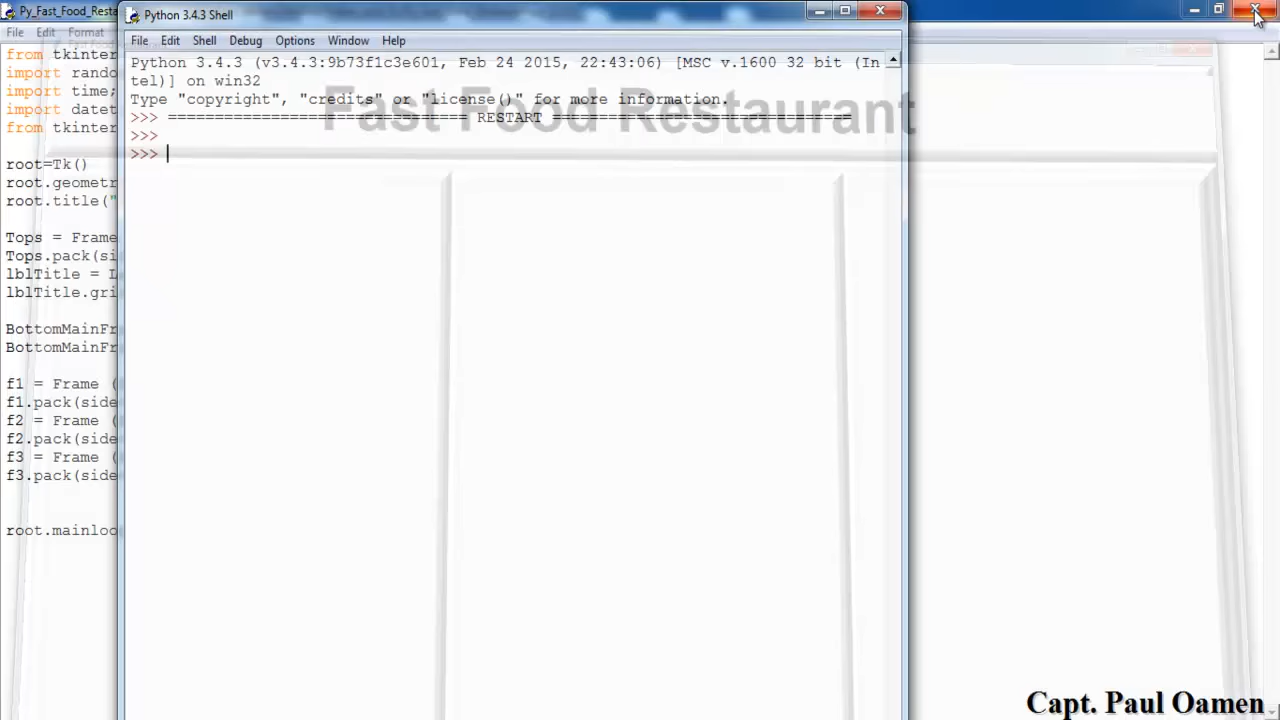 Py_Fast_Food_Resta
Python 3.4.3 Shell
File Edit Format
File Edit Shell Debug Options Window Help
from tkinter
import rando
import time;
import datet
from tkinter
root=Tk()
root.geometr
root.title("
Tops = Frame
Tops.pack(si
lblTitle = L
lblTitle.gri
BottomMainFr
BottomMainFr
f1 = Frame (
f1.pack(side
f2 = Frame (
f2.pack(side
f3 = Frame (
f3.pack(side
root.mainloo
Python 3.4.3 (v3.4.3:9b73f1c3e601, Feb 24 2015, 22:43:06) [MSC v.1600 32 bit (In
tel)] on win32
Type "copyright", "credits" or "license()" for more information.
>>> ================================ RESTART ================================
>>>
>>>
Fast Food Restaurant
Capt. Paul Oamen